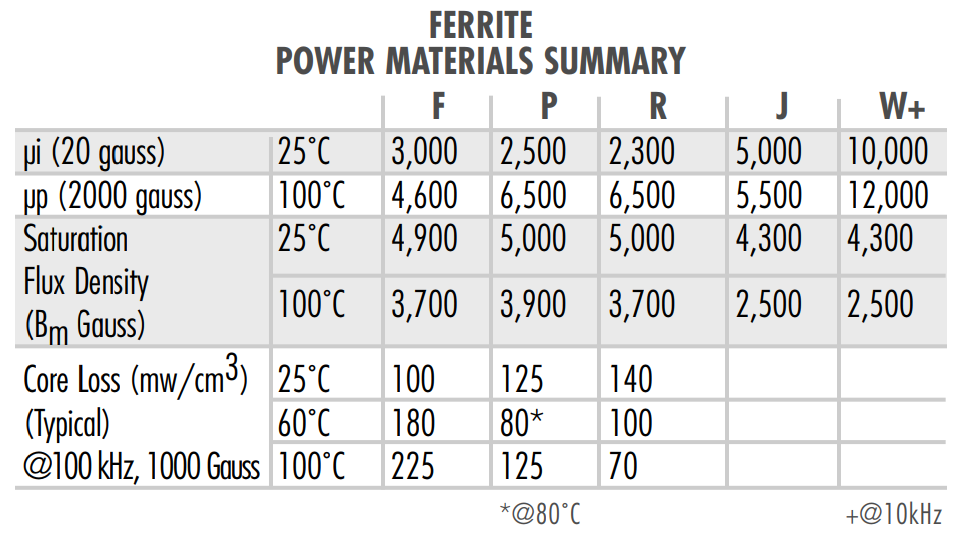 FERRITE
POWER MATERIALS SUMMARY
F P R J W+
µi (20 gauss) 25°C 3,000 2,500 2,300 5,000 10,000
µp (2000 gauss) 100°C 4,600 6,500 6,500 5,500 12,000
Saturation 25°C 4,900 5,000 5,000 4,300 4,300
Flux Density
(Bm Gauss) 100°C 3,700 3,900 3,700 2,500 2,500
Core Loss (mw/cm3) 25°C 100 125 140
(Typical) 60°C 180 80* 100
@100 kHz, 1000 Gauss 100°C 225 125 70
*@80°C +@10kHz